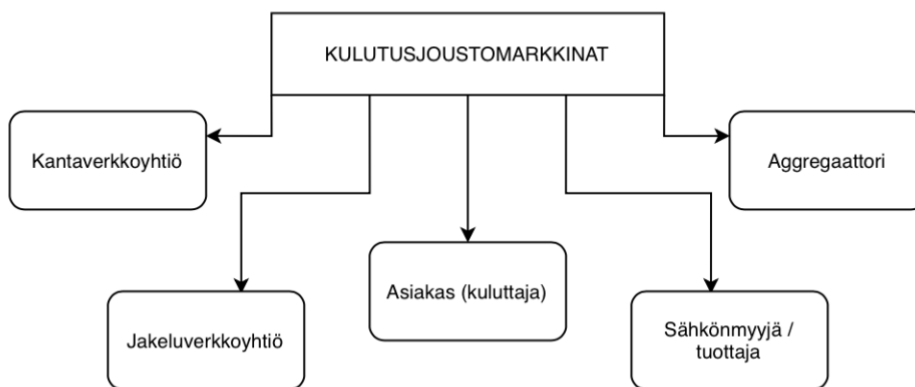 KULUTUSJOUSTOMARKKINAT
Kantaverkkoyhtiö
Aggregaattori
Asiakas (kuluttaja)
Jakeluverkkoyhtiö
Sähkönmyyjä /
tuottaja